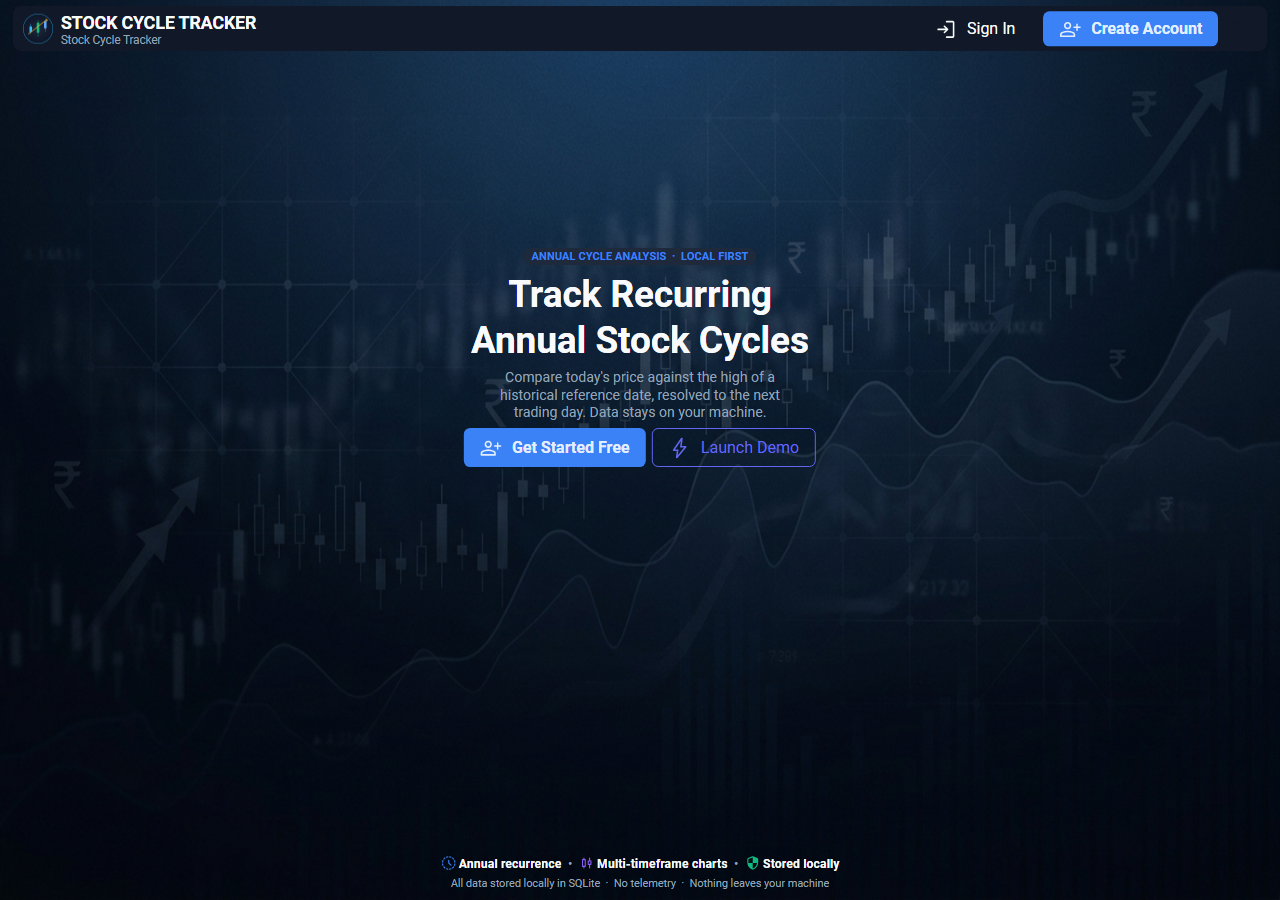 STOCK CYCLE TRACKER
Stock Cycle Tracker
Sign In
Create Account
ANNUAL CYCLE ANALYSIS · LOCAL FIRST
Track Recurring
Annual Stock Cycles
Compare today's price against the high of a
historical reference date, resolved to the next
trading day. Data stays on your machine.
Get Started Free
Launch Demo
₹
₹
₹
₹
₹
₹
217.33
Annual recurrence · Multi-timeframe charts · Stored locally
All data stored locally in SQLite · No telemetry · Nothing leaves your machine